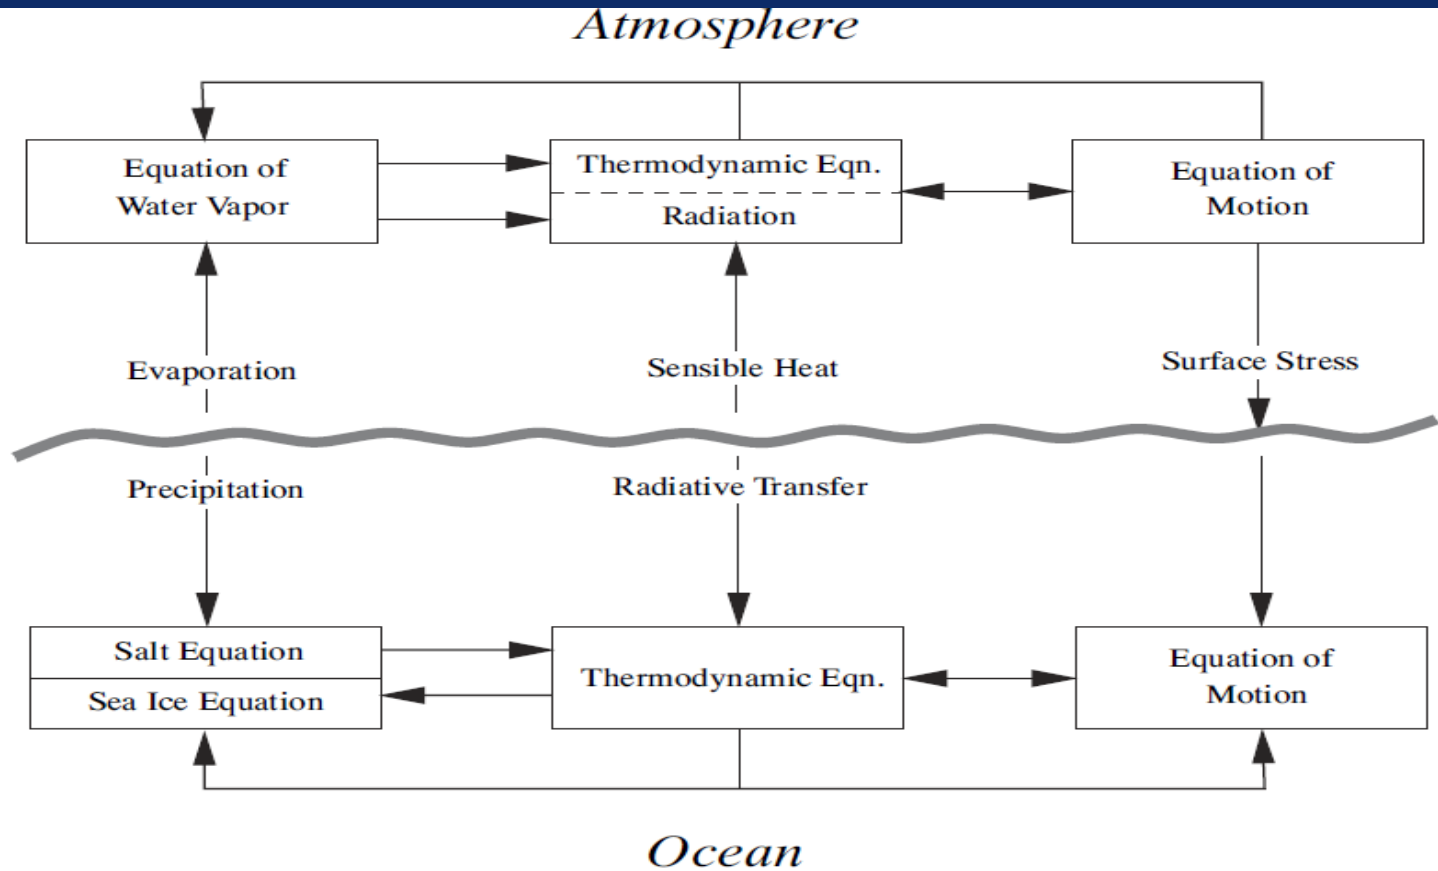 Atmosphere
Equation of
Water Vapor
Thermodynamic Eqn.
Radiation
Equation of
Motion
Evaporation
Sensible Heat
Surface Stress
Precipitation
Radiative Transfer
Salt Equation
Sea Ice Equation
Thermodynamic Eqn.
Equation of
Motion
Ocean